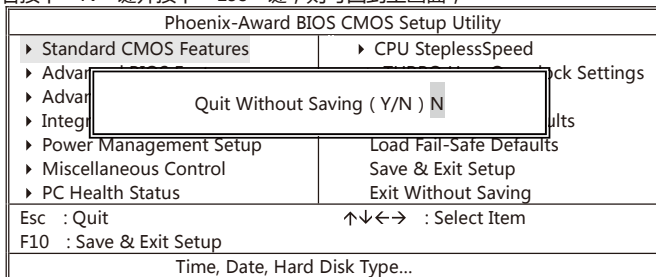 Phoenix-Award BIOS CMOS Setup Utility
Standard CMOS Features
CPU SteplessSpeed
Settings
Quit Without Saving ( Y/N ) N
Power Management Setup
Load Fail-Safe Defaults
Miscellaneous Control
Save & Exit Setup
PC Health Status
Exit Without Saving
Esc : Quit
↑↓←→ : Select Item
F10 : Save & Exit Setup
Time, Date, Hard Disk Type...